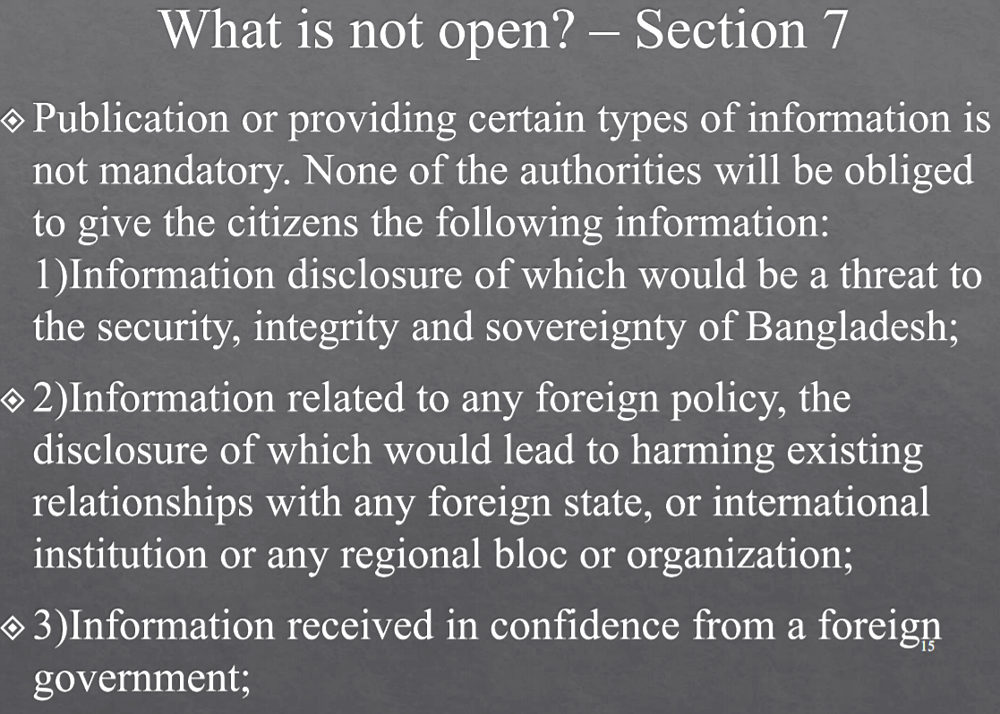 What is not open? – Section 7
Publication or providing certain types of information is
not mandatory. None of the authorities will be obliged
to give the citizens the following information:
1)Information disclosure of which would be a threat to
the security, integrity and sovereignty of Bangladesh;
2)Information related to any foreign policy, the
disclosure of which would lead to harming existing
relationships with any foreign state, or international
institution or any regional bloc or organization;
3)Information received in confidence from a foreign
15
government;